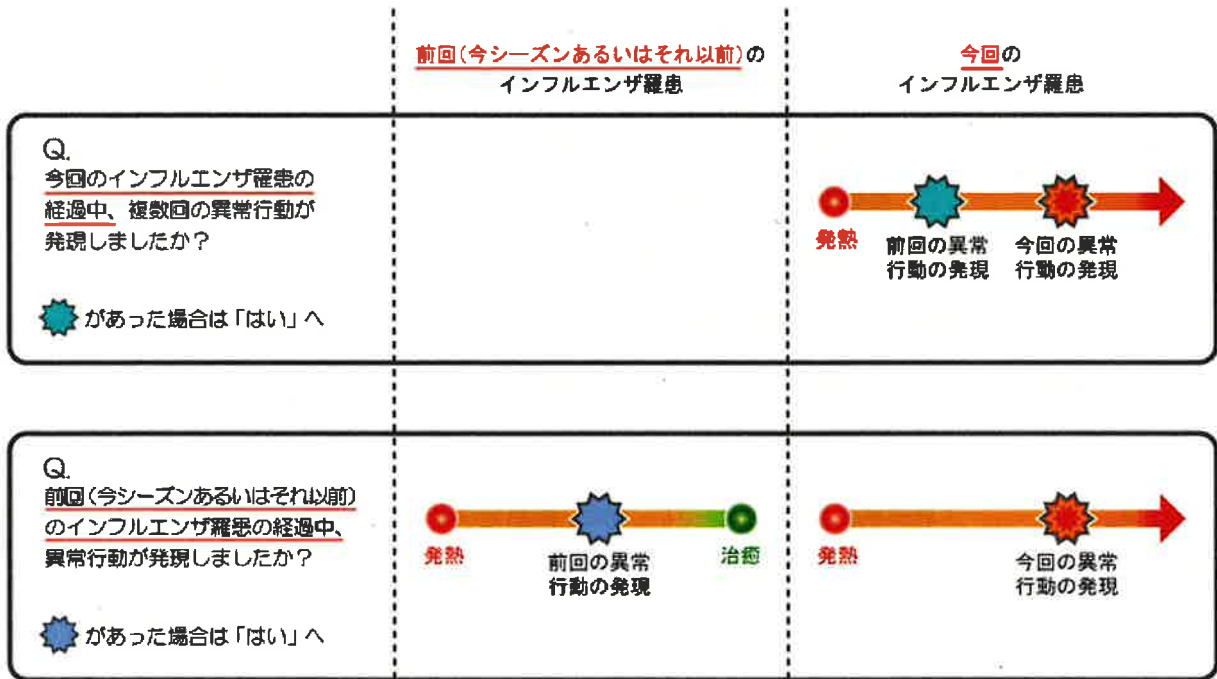 前回(今シーズンあるいはそれ以前)の
インフルエンザ羅患
今回の
インフルエンザ羅患
Q.
今回のインフルエンザ罹患の
経過中、複数回の異常行動が
発現しましたか?
があった場合は「はい」へ
発熱
前回の異常
行動の発現
今回の異常
行動の発現
Q.
前回(今シーズンあるいはそれ以前)
のインフルエンザ羅患の経過中、
異常行動が発現しましたか?
があった場合は「はい」へ
発熱
前回の異常
行動の発現
治癒
発熱
今回の異常
行動の発現